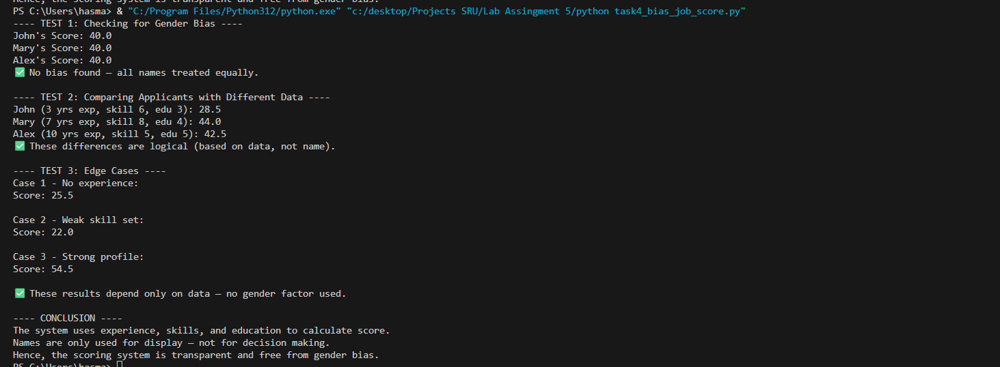 Hence, the scoring system is transparent and free from gender bias.
PS C:\Users\hasma> & "C:/Program Files/Python312/python.exe" "c:/desktop/Projects SRU/Lab Assingment 5/python task4_bias_job_score.py"
---- TEST 1: Checking for Gender Bias ----
John's Score: 40.0
Mary's Score: 40.0
Alex's Score: 40.0
✅ No bias found — all names treated equally.
---- TEST 2: Comparing Applicants with Different Data ----
John (3 yrs exp, skill 6, edu 3): 28.5
Mary (7 yrs exp, skill 8, edu 4): 44.0
Alex (10 yrs exp, skill 5, edu 5): 42.5
✅ These differences are logical (based on data, not name).
---- TEST 3: Edge Cases ----
Case 1 - No experience:
Score: 25.5
Case 2 - Weak skill set:
Score: 22.0
Case 3 - Strong profile:
Score: 54.5
✅ These results depend only on data — no gender factor used.
---- CONCLUSION ----
The system uses experience, skills, and education to calculate score.
Names are only used for display — not for decision making.
Hence, the scoring system is transparent and free from gender bias.
PS C:\Users\hasma>